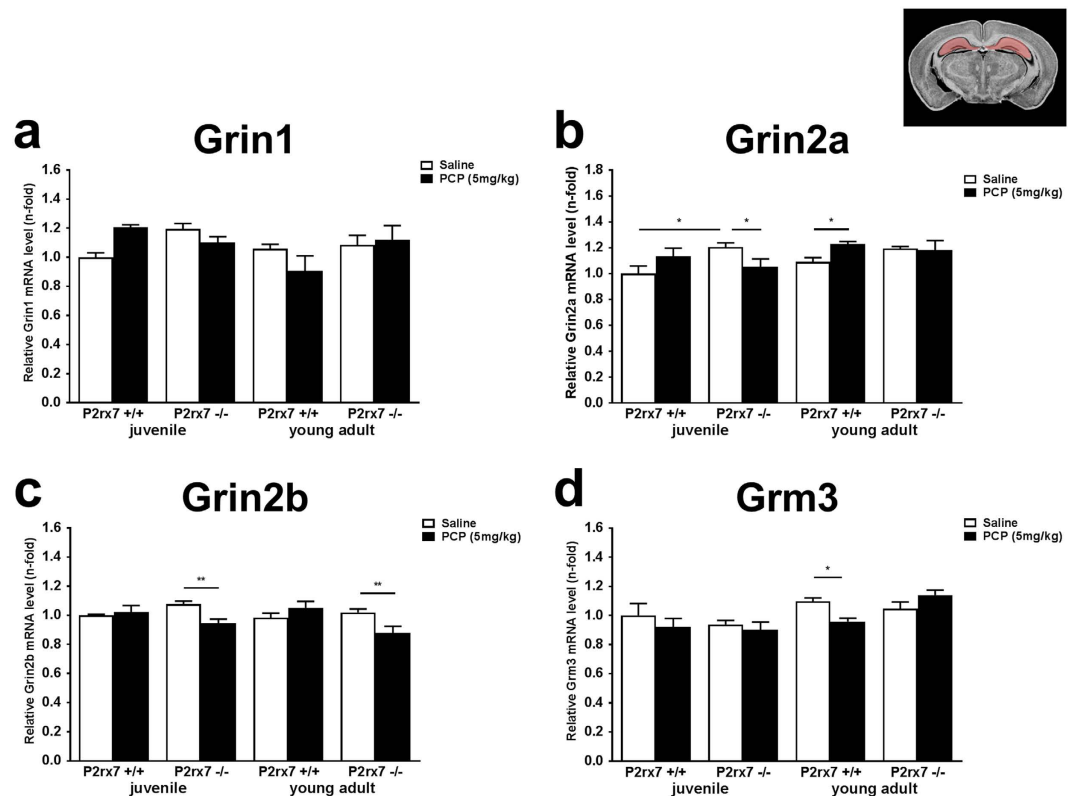 a
Grin1
Saline
PCP (5mg/kg)
Relative Grin1 mRNA level (n-fold)
1.6
1.4
1.2
1.0
0.8
0.6
0.4
0.2
0.0
P2rx7 +/+ P2rx7 -/- P2rx7 +/+ P2rx7 -/-
juvenile young adult
b
Grin2a
Saline
PCP (5mg/kg)
Relative Grin2a mRNA level (n-fold)
1.8
1.6
1.4
1.2
1.0
0.8
0.6
0.4
0.2
0.0
* * *
P2rx7 +/+ P2rx7 -/- P2rx7 +/+ P2rx7 -/-
juvenile young adult
c
Grin2b
Saline
PCP (5mg/kg)
Relative Grin2b mRNA level (n-fold)
1.6
1.4
1.2
1.0
0.8
0.6
0.4
0.2
0.0
** **
P2rx7 +/+ P2rx7 -/- P2rx7 +/+ P2rx7 -/-
juvenile young adult
d
Grm3
Saline
PCP (5mg/kg)
Relative Grm3 mRNA level (n-fold)
1.6
1.4
1.2
1.0
0.8
0.6
0.4
0.2
0.0
*
P2rx7 +/+ P2rx7 -/- P2rx7 +/+ P2rx7 -/-
juvenile young adult